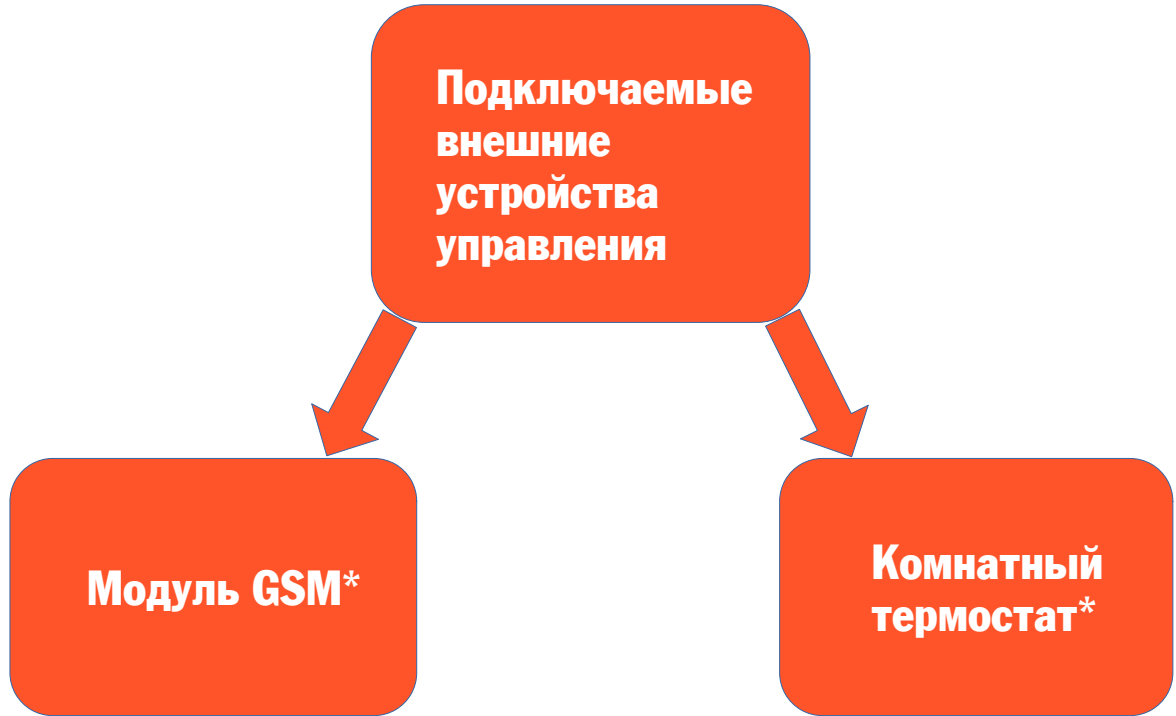 Подключаемые
внешние
устройства
управления
Модуль GSM*
Комнатный
термостат*